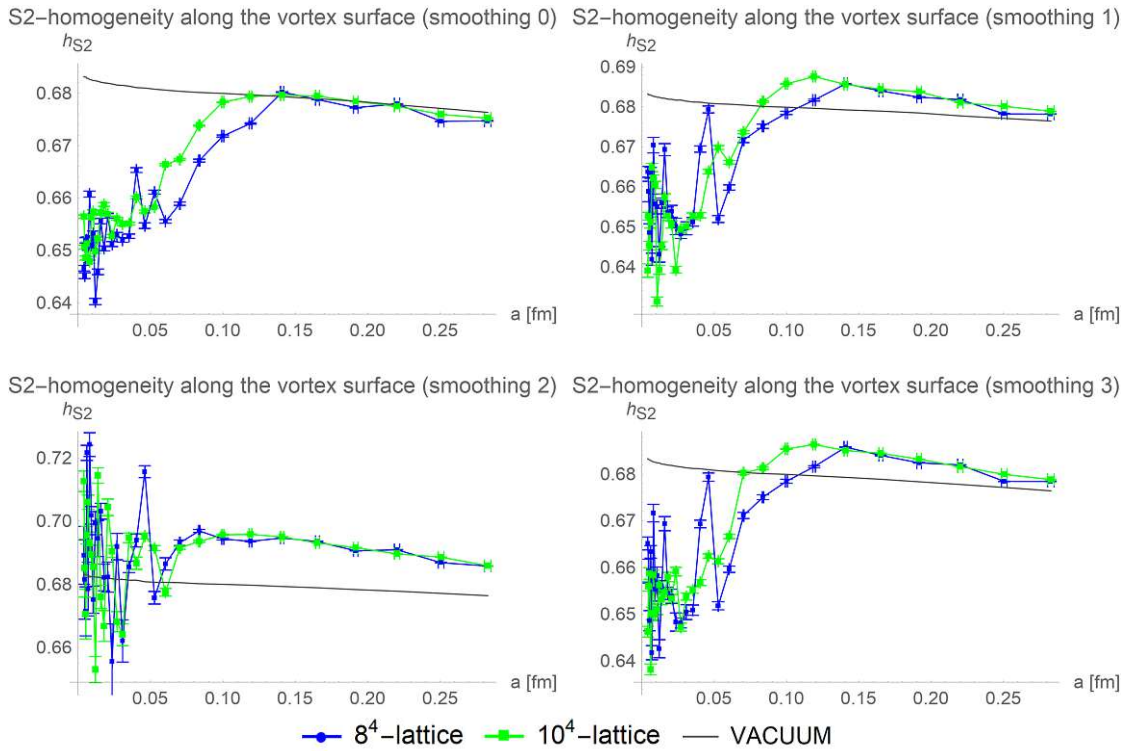 S2−homogeneity along the vortex surface (smoothing 0)
hS2
0.68
0.67
0.66
0.65
0.64
0.05 0.10 0.15 0.20 0.25
a [fm]
S2−homogeneity along the vortex surface (smoothing 1)
hS2
0.69
0.68
0.67
0.66
0.65
0.64
0.05 0.10 0.15 0.20 0.25
a [fm]
S2−homogeneity along the vortex surface (smoothing 2)
hS2
0.72
0.70
0.68
0.66
0.05 0.10 0.15 0.20 0.25
a [fm]
S2−homogeneity along the vortex surface (smoothing 3)
hS2
0.68
0.67
0.66
0.65
0.64
0.05 0.10 0.15 0.20 0.25
a [fm]
8⁴−lattice 10⁴−lattice VACUUM